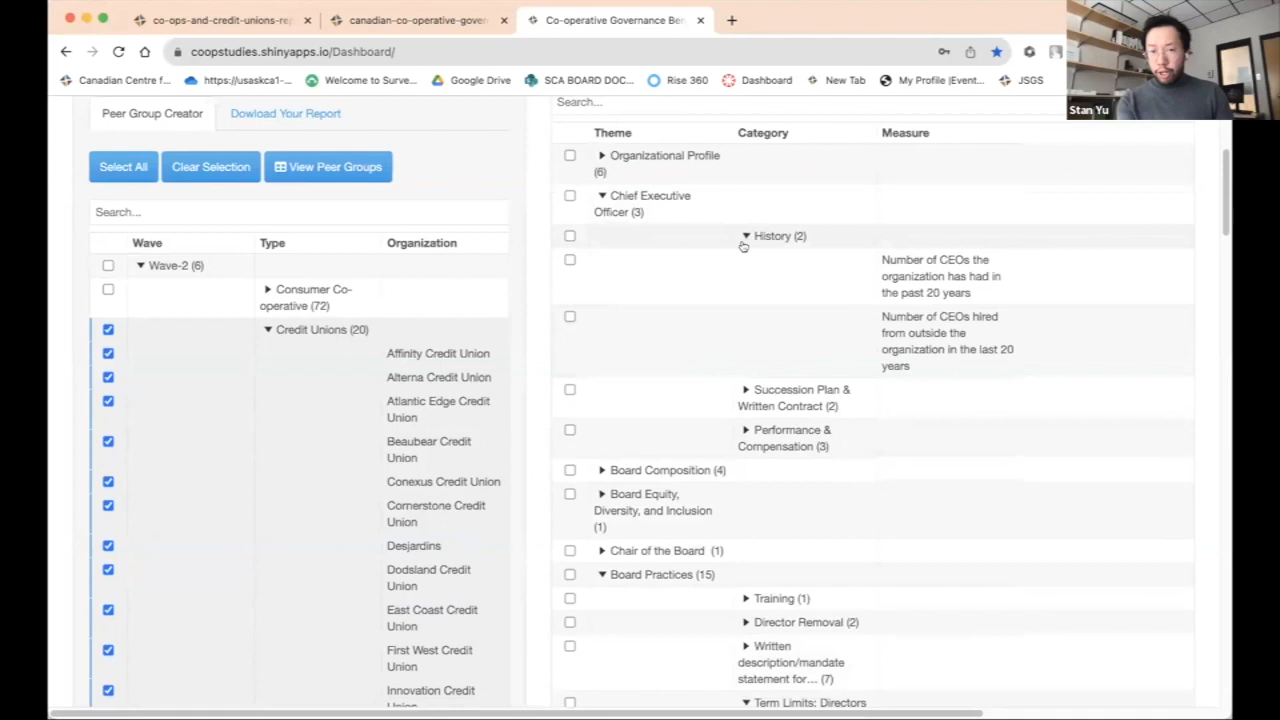 co-ops-and-credit-unions-rep
canadian-co-operative-gover
Co-operative Governance Ben
coopstudies.shinyapps.io/Dashboard/
Canadian Centre f...
https://usaskca1-...
Welcome to Surve...
Google Drive
SCA BOARD DOC...
Rise 360
Dashboard
New Tab
My Profile |Event...
JSGS
Stan Yu
Peer Group Creator
Dowload Your Report
Select All
Clear Selection
View Peer Groups
Search...
Wave Type Organization
Wave-2 (6)
Consumer Co-
operative (72)
Credit Unions (20)
Affinity Credit Union
Alterna Credit Union
Atlantic Edge Credit
Union
Beaubear Credit
Union
Conexus Credit Union
Cornerstone Credit
Union
Desjardins
Dodsland Credit
Union
East Coast Credit
Union
First West Credit
Union
Innovation Credit
Search...
Theme Category Measure
Organizational Profile
(6)
Chief Executive
Officer (3)
History (2)
Number of CEOs the
organization has had in
the past 20 years
Number of CEOs hired
from outside the
organization in the last 20
years
Succession Plan &
Written Contract (2)
Performance &
Compensation (3)
Board Composition (4)
Board Equity,
Diversity, and Inclusion
(1)
Chair of the Board (1)
Board Practices (15)
Training (1)
Director Removal (2)
Written
description/mandate
statement for... (7)
Term Limits: Directors